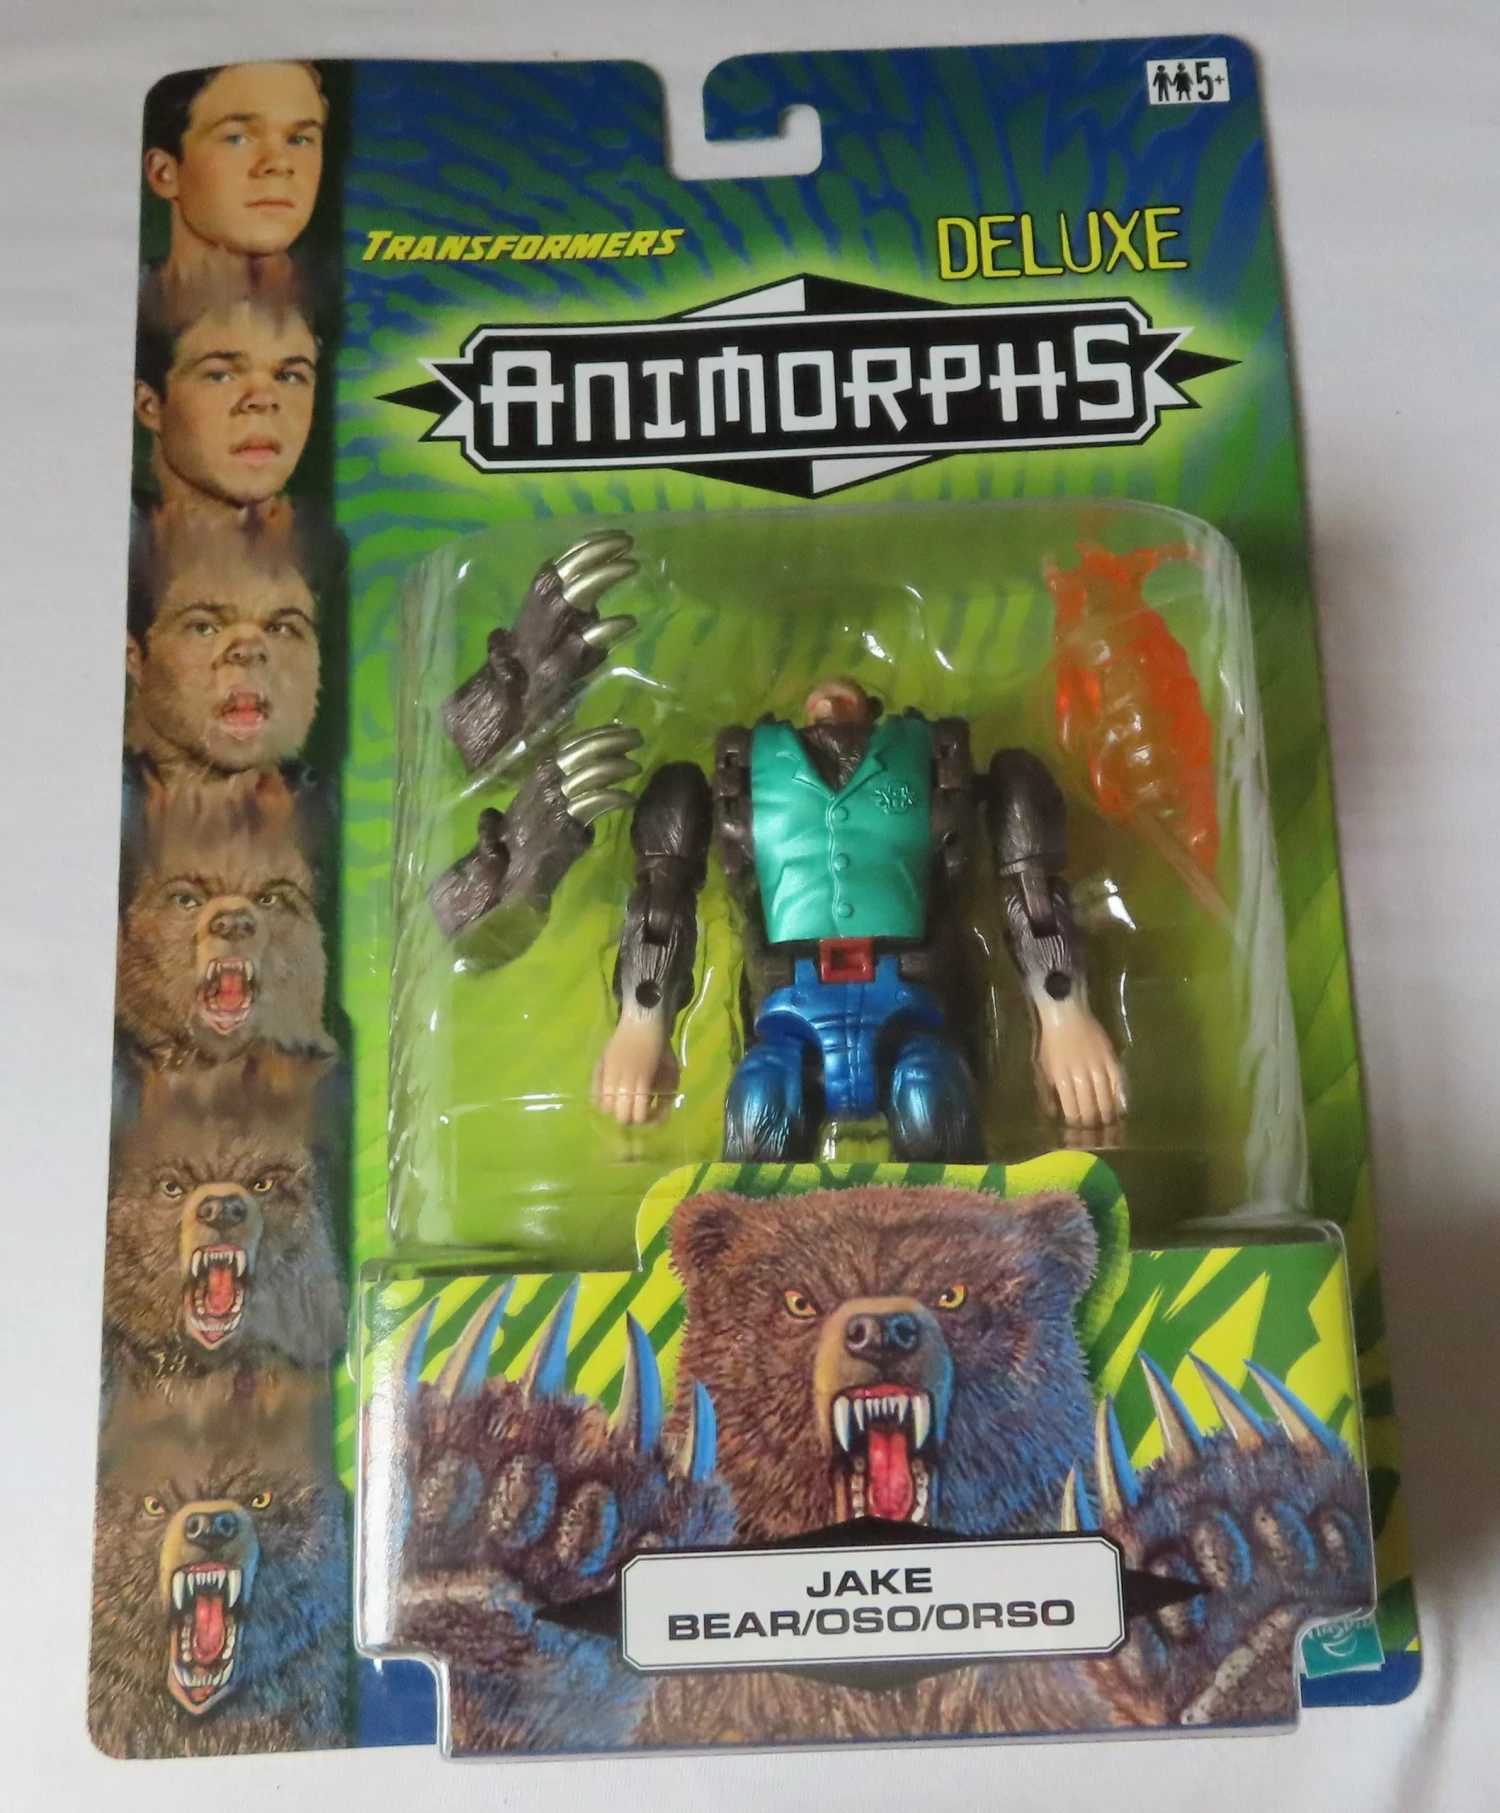 5+
TRANSFORMERS
DELUXE
ANIMORPHS
JAKE
BEAR/OSO/ORSO
Hasbro